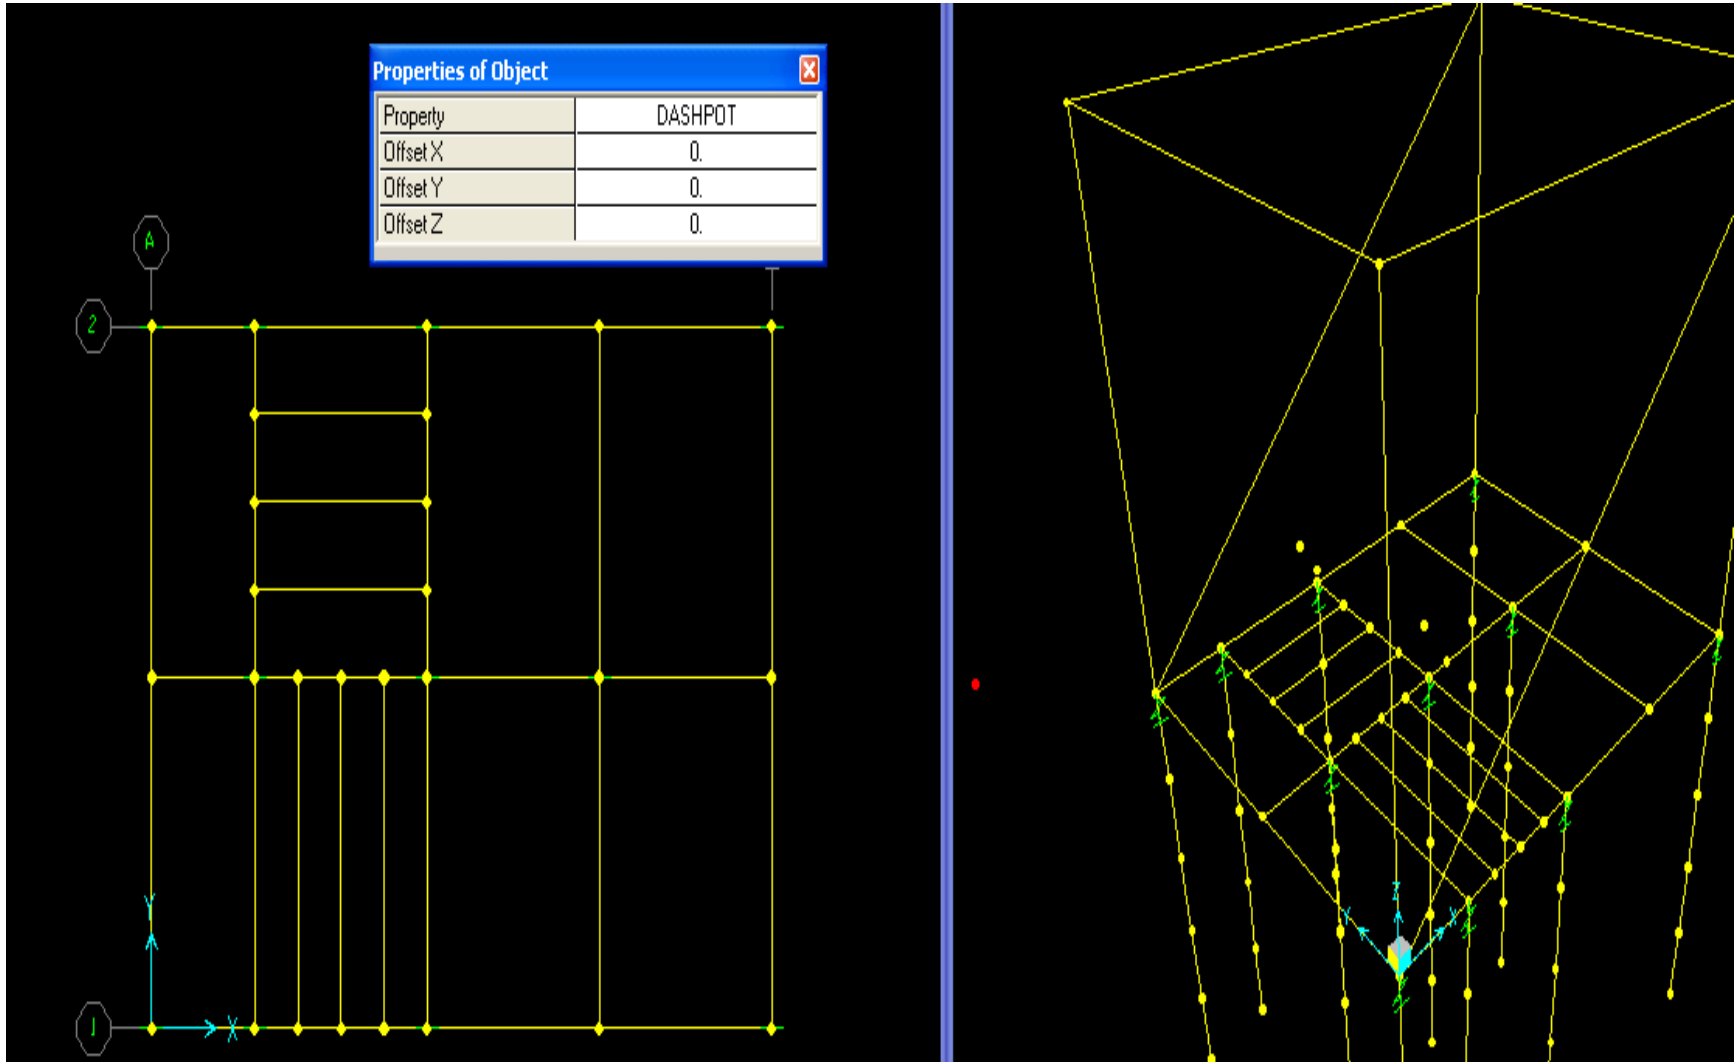 Properties of Object
Property DASHPOT
Offset X 0.
Offset Y 0.
Offset Z 0.
A
2
Y
1
X
Z
Y
X